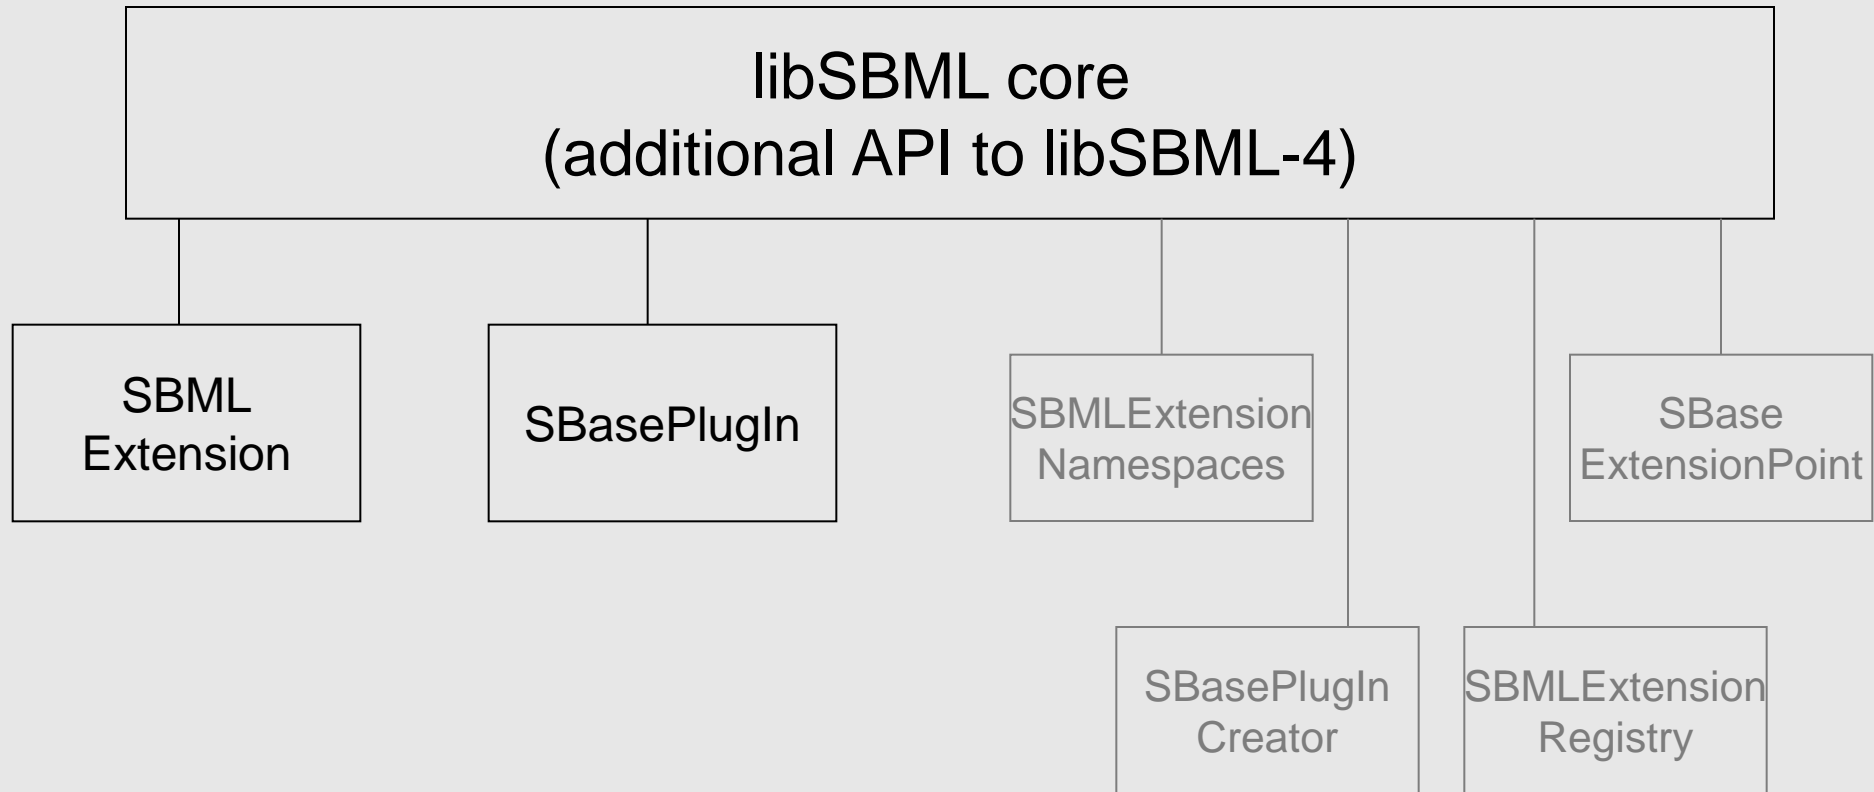 libSBML core
(additional API to libSBML-4)
SBML
Extension
SBasePlugIn
SBMLExtension
Namespaces
SBase
ExtensionPoint
SBasePlugIn
Creator
SBMLExtension
Registry